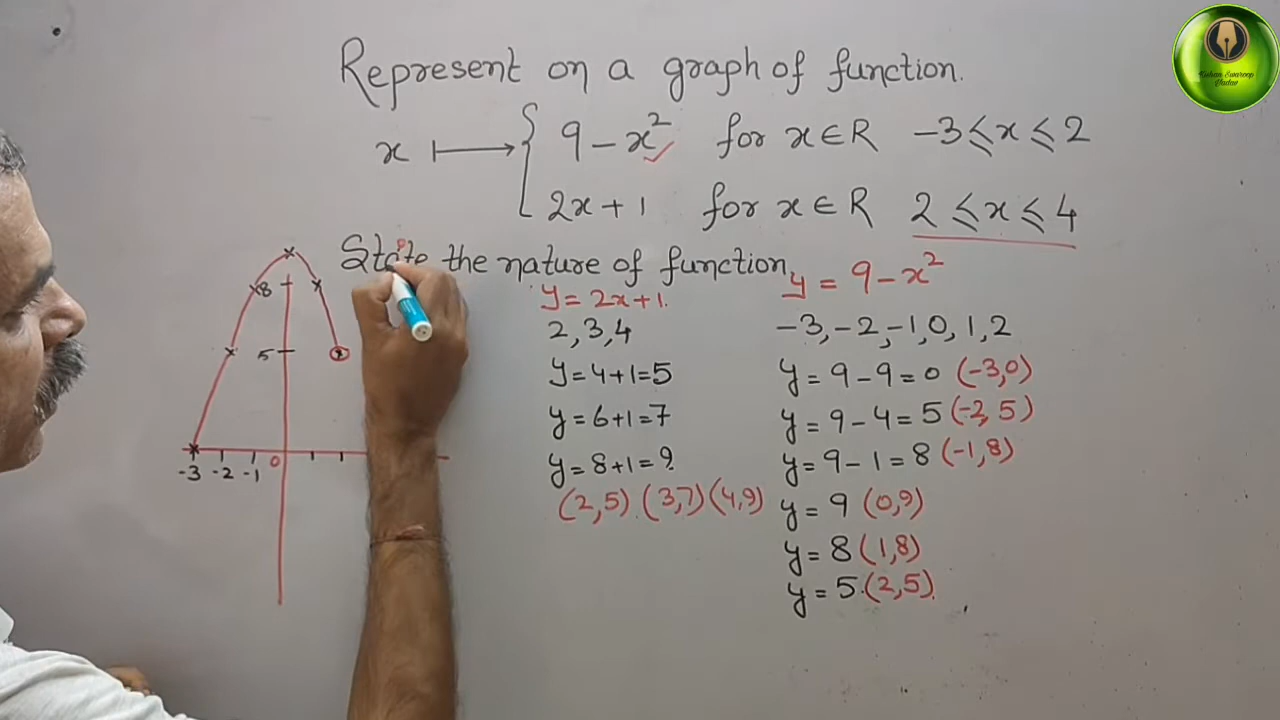 Represent on a graph of function.
x ↦ { 9 - x² for x ∈ R -3 ⩽ x ⩽ 2
2x + 1 for x ∈ R 2 ⩽ x ⩽ 4
State the nature of function
y = 2x + 1.
2, 3, 4
y = 4 + 1 = 5
y = 6 + 1 = 7
y = 8 + 1 = 9
(2,5) (3,7) (4,9)
y = 9 - x²
-3, -2, -1, 0, 1, 2
y = 9 - 9 = 0 (-3,0)
y = 9 - 4 = 5 (-2, 5)
y = 9 - 1 = 8 (-1,8)
y = 9 (0,9)
y = 8 (1,8)
y = 5 (2,5)
8
5
-3 -2 -1 0
Kishan Swaroop
Yadav